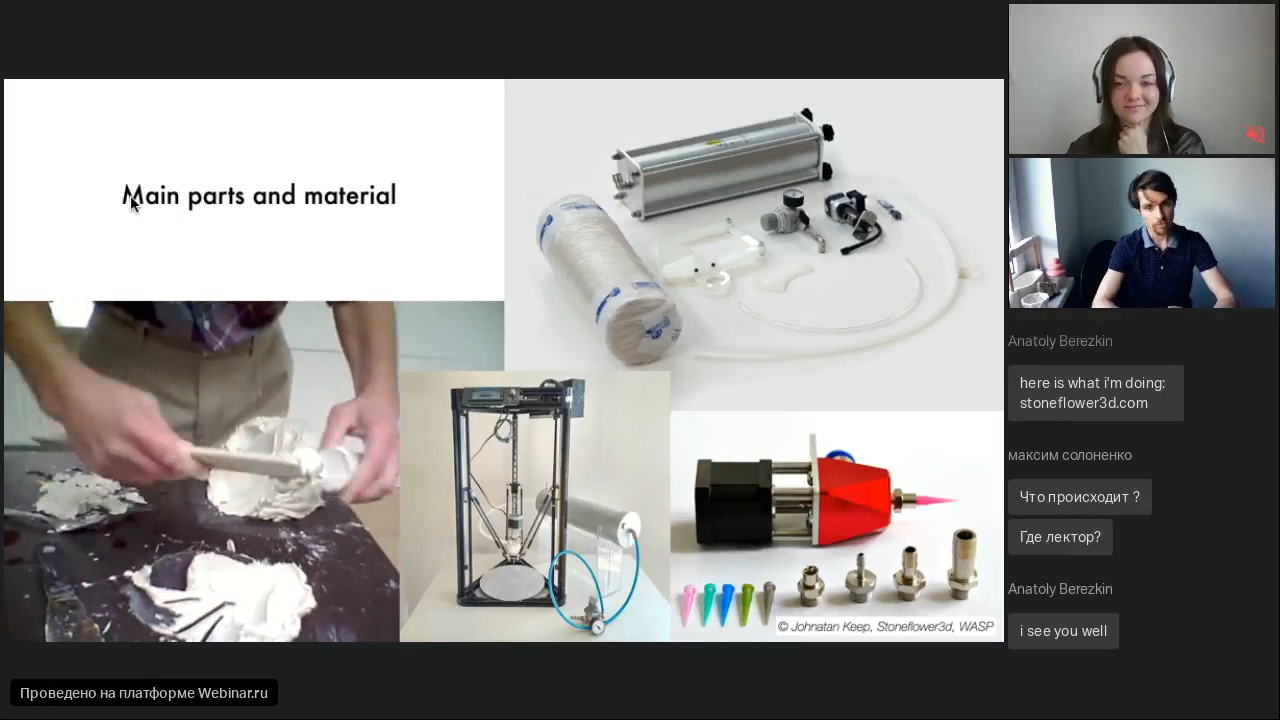 Main parts and material
© Johnatan Keep, Stoneflower3d, WASP
Anatoly Berezkin
here is what i'm doing:
stoneflower3d.com
максим солоненко
Что происходит ?
Где лектор?
Anatoly Berezkin
i see you well
Проведено на платформе Webinar.ru